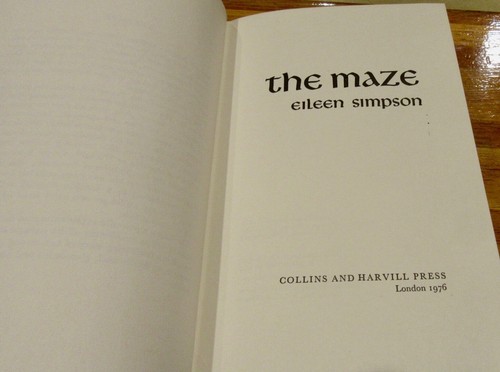 the maze
eileen simpson
COLLINS AND HARVILL PRESS
London 1976